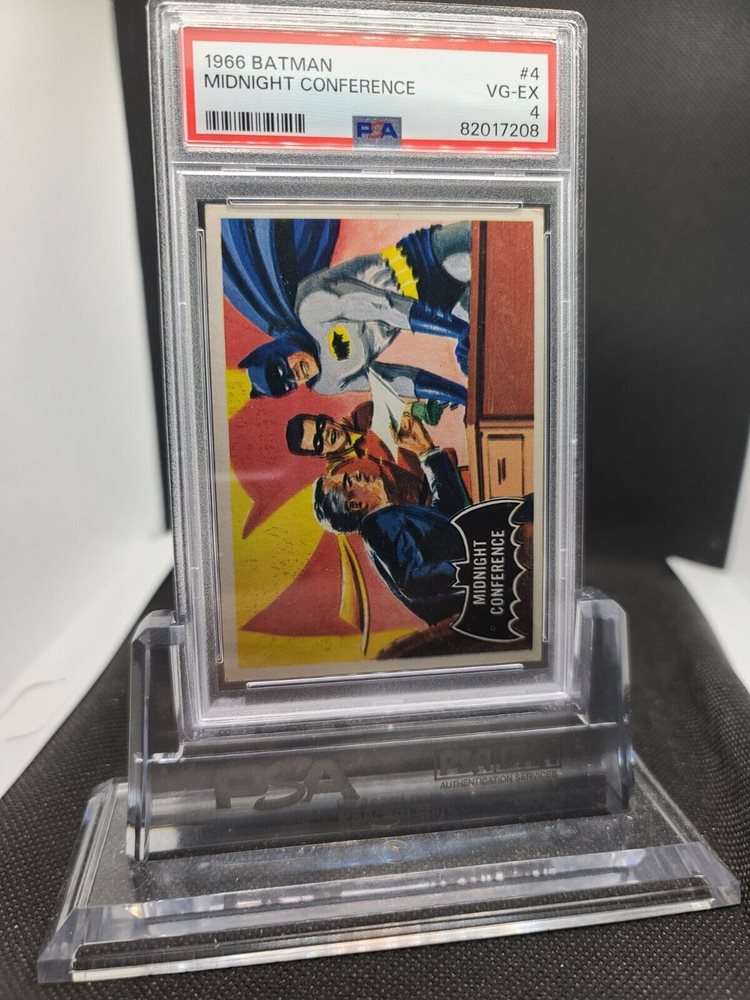 1966 BATMAN
#4
MIDNIGHT CONFERENCE
VG-EX
4
PSA
82017208
MIDNIGHT
CONFERENCE
PSA
AUTHENTICATION SERVICES